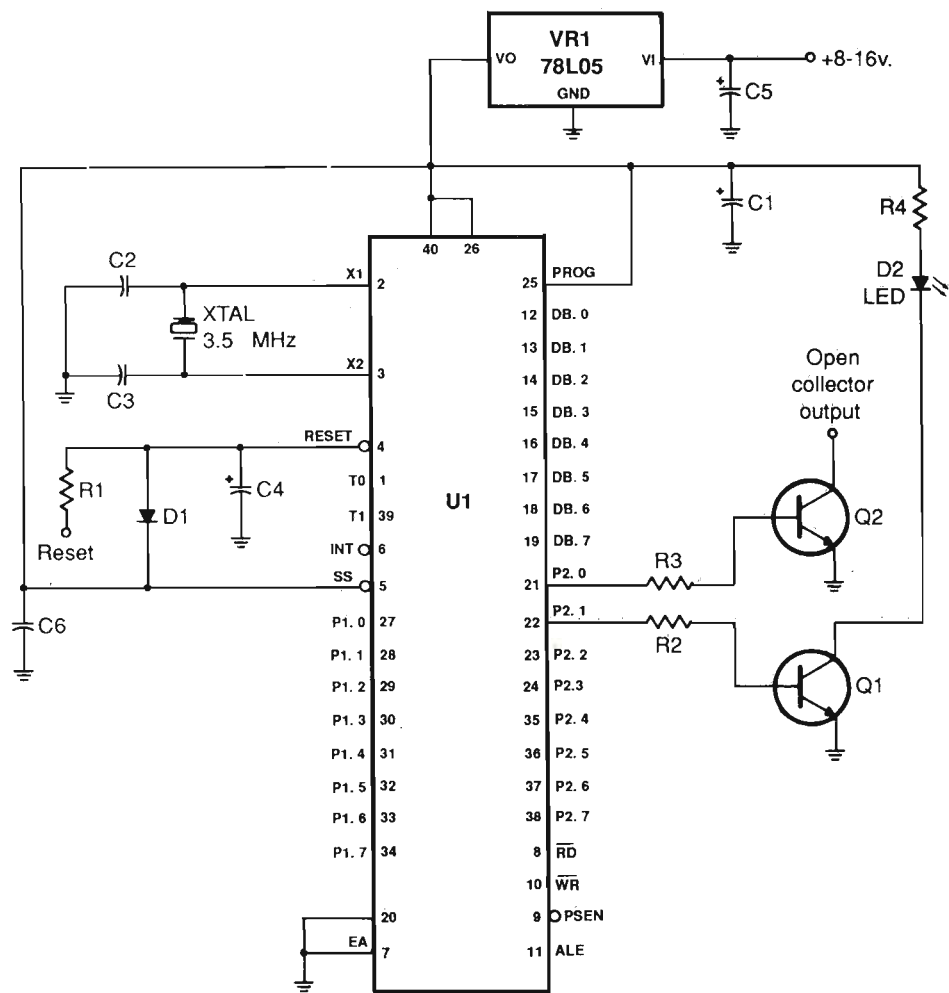 VR1
VO
VI
78L05
GND
+8-16v.
+
C5
+
C1
R4
D2
LED
40
26
C2
X1
2
XTAL
3.5 MHz
X2
3
C3
RESET
4
R1
+
C4
D1
Reset
T0
1
T1
39
INT
6
SS
5
C6
P1.0
27
P1.1
28
P1.2
29
P1.3
30
P1.4
31
P1.5
32
P1.6
33
P1.7
34
20
EA
7
U1
25
PROG
12
DB.0
13
DB.1
14
DB.2
15
DB.3
16
DB.4
17
DB.5
18
DB.6
19
DB.7
21
P2.0
22
P2.1
23
P2.2
24
P2.3
35
P2.4
36
P2.5
37
P2.6
38
P2.7
8
RD
10
WR
9
PSEN
11
ALE
R3
R2
Open
collector
output
Q2
Q1